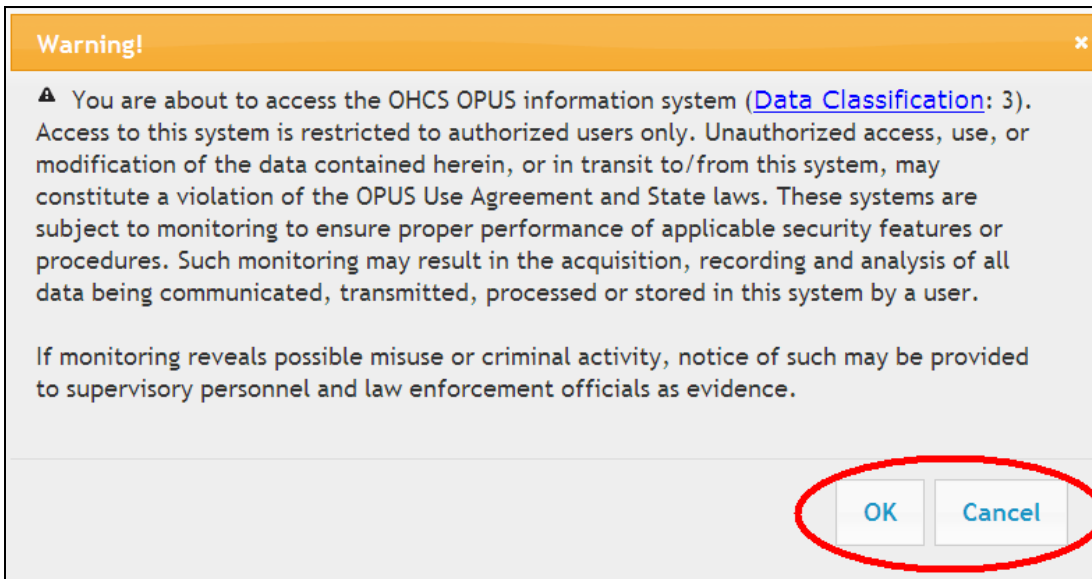 Warning!
You are about to access the OHCS OPUS information system (Data Classification: 3).
Access to this system is restricted to authorized users only. Unauthorized access, use, or
modification of the data contained herein, or in transit to/from this system, may
constitute a violation of the OPUS Use Agreement and State laws. These systems are
subject to monitoring to ensure proper performance of applicable security features or
procedures. Such monitoring may result in the acquisition, recording and analysis of all
data being communicated, transmitted, processed or stored in this system by a user.
If monitoring reveals possible misuse or criminal activity, notice of such may be provided
to supervisory personnel and law enforcement officials as evidence.
OK Cancel